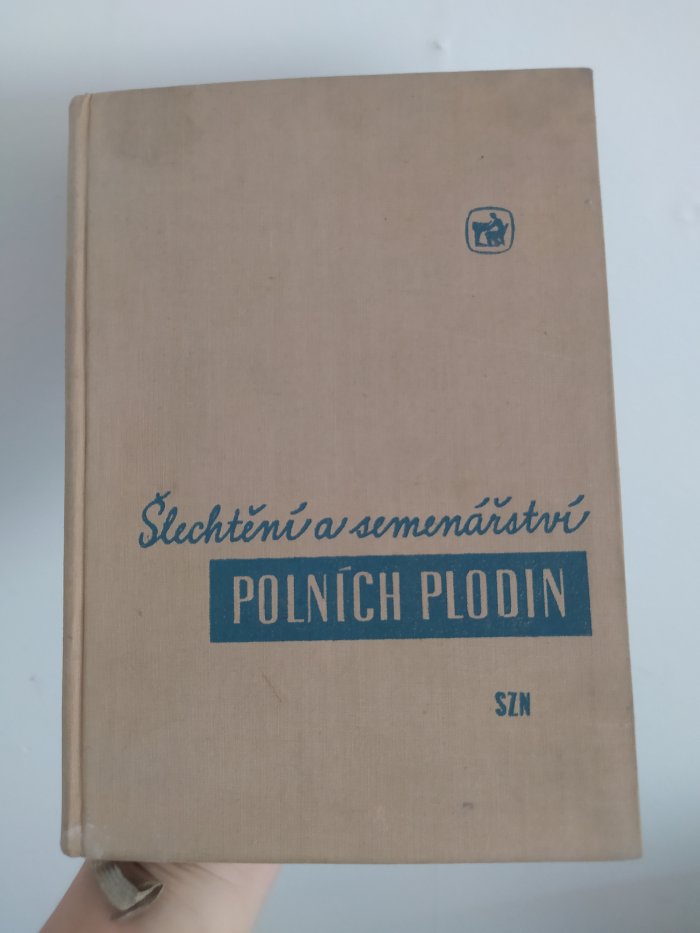 Šlechtění a semenářství
POLNÍCH PLODIN
SZN